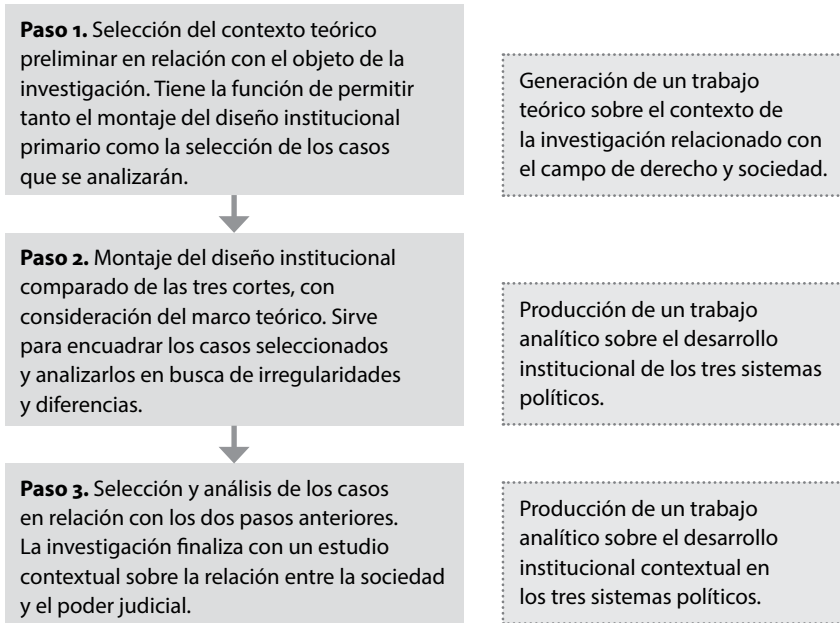 Paso 1. Selección del contexto teórico
preliminar en relación con el objeto de la
investigación. Tiene la función de permitir
tanto el montaje del diseño institucional
primario como la selección de los casos
que se analizarán.
Generación de un trabajo
teórico sobre el contexto de
la investigación relacionado con
el campo de derecho y sociedad.
Paso 2. Montaje del diseño institucional
comparado de las tres cortes, con
consideración del marco teórico. Sirve
para encuadrar los casos seleccionados
y analizarlos en busca de irregularidades
y diferencias.
Producción de un trabajo
analítico sobre el desarrollo
institucional de los tres sistemas
políticos.
Paso 3. Selección y análisis de los casos
en relación con los dos pasos anteriores.
La investigación finaliza con un estudio
contextual sobre la relación entre la sociedad
y el poder judicial.
Producción de un trabajo
analítico sobre el desarrollo
institucional contextual en
los tres sistemas políticos.